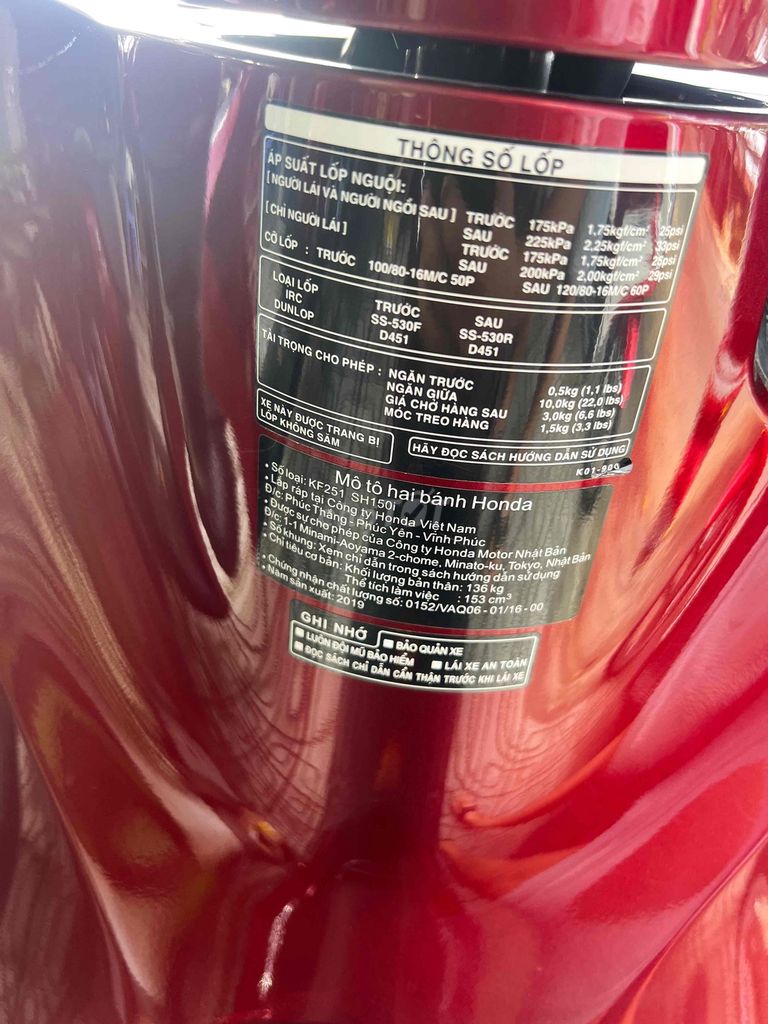 THÔNG SỐ LỐP
ÁP SUẤT LỐP NGUỘI:
[ NGƯỜI LÁI VÀ NGƯỜI NGỒI SAU ] TRƯỚC 175kPa 1,75kgf/cm² 25psi
SAU 225kPa 2,25kgf/cm² 33psi
[ CHỈ NGƯỜI LÁI ] TRƯỚC 175kPa 1,75kgf/cm² 25psi
SAU 200kPa 2,00kgf/cm² 29psi
CỠ LỐP : TRƯỚC 100/80-16M/C 50P SAU 120/80-16M/C 60P
LOẠI LỐP TRƯỚC SAU
IRC SS-530F SS-530R
DUNLOP D451 D451
TẢI TRỌNG CHO PHÉP : NGĂN TRƯỚC 0,5kg (1,1 lbs)
NGĂN GIỮA 10,0kg (22,0 lbs)
GIÁ CHỞ HÀNG SAU 3,0kg (6,6 lbs)
MÓC TREO HÀNG 1,5kg (3,3 lbs)
XE NÀY ĐƯỢC TRANG BỊ
LỐP KHÔNG SĂM
HÃY ĐỌC SÁCH HƯỚNG DẪN SỬ DỤNG
K01-900
Mô tô hai bánh Honda
• Số loại: KF251 SH150i
• Lắp ráp tại Công ty Honda Việt Nam
Đ/c: Phúc Thắng - Phúc Yên - Vĩnh Phúc
• Được sự cho phép của Công ty Honda Motor Nhật Bản
Đ/c: 1-1 Minami-Aoyama 2-chome, Minato-ku, Tokyo, Nhật Bản
• Số khung: Xem chỉ dẫn trong sách hướng dẫn sử dụng
• Chỉ tiêu cơ bản: Khối lượng bản thân: 136 kg
Thể tích làm việc : 153 cm³
• Chứng nhận chất lượng số: 0152/VAQ06 - 01/16 - 00
• Năm sản xuất: 2019
GHI NHỚ
BẢO QUẢN XE
LUÔN ĐỘI MŨ BẢO HIỂM LÁI XE AN TOÀN
ĐỌC SÁCH CHỈ DẪN CẨN THẬN TRƯỚC KHI LÁI XE